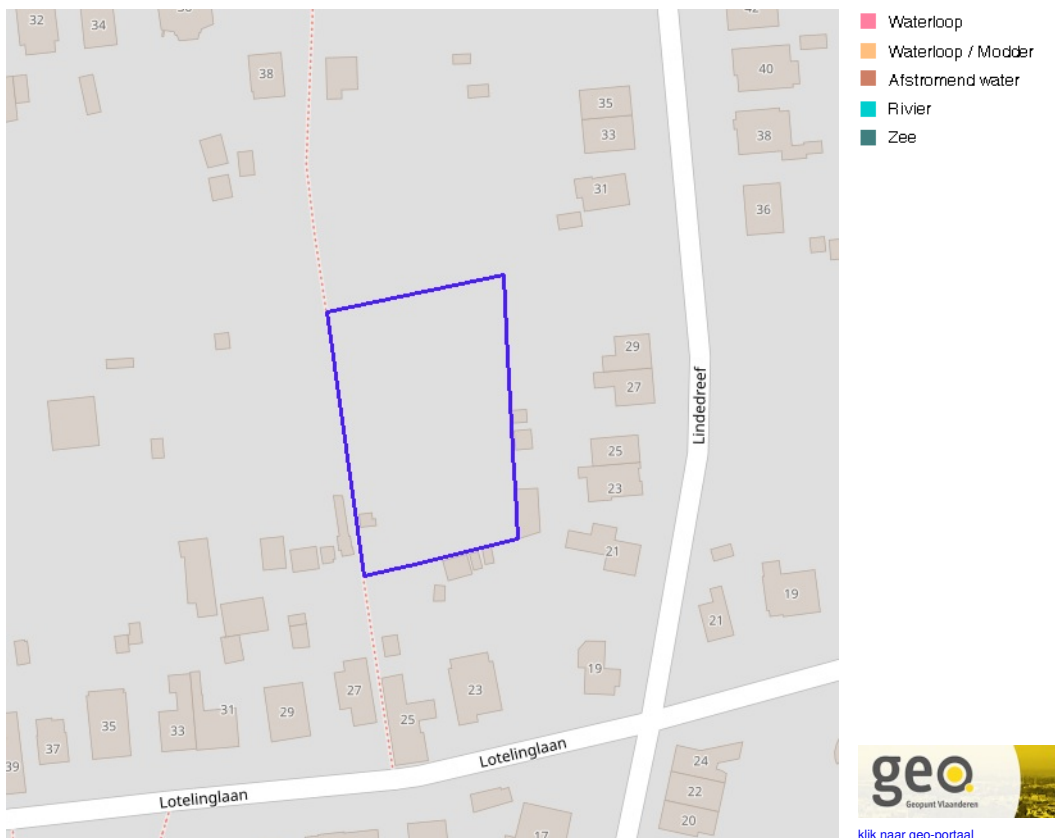 32
34
38
42
40
38
36
35
33
31
29
27
25
23
21
Lindedreef
19
21
19
23
25
27
29
31
33
35
37
39
Lotelinglaan
Lotelinglaan
24
22
20
17
Waterloop
Waterloop / Modder
Afstromend water
Rivier
Zee
geo.
Geopunt Vlaanderen
klik naar geo-portaal